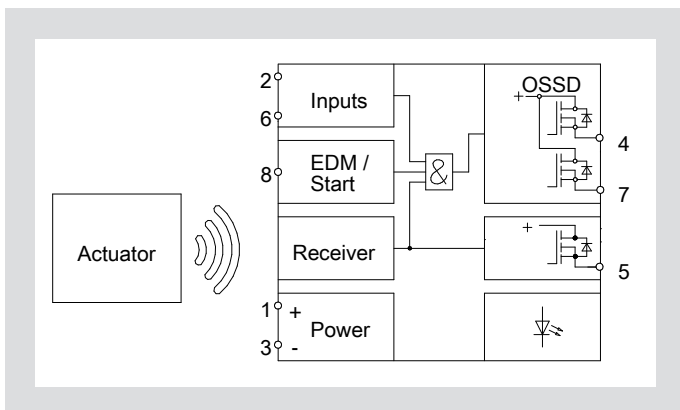 2
Inputs
6
OSSD
+
4
8
EDM /
Start
&
7
Actuator
Receiver
+
5
1 +
Power
3 -